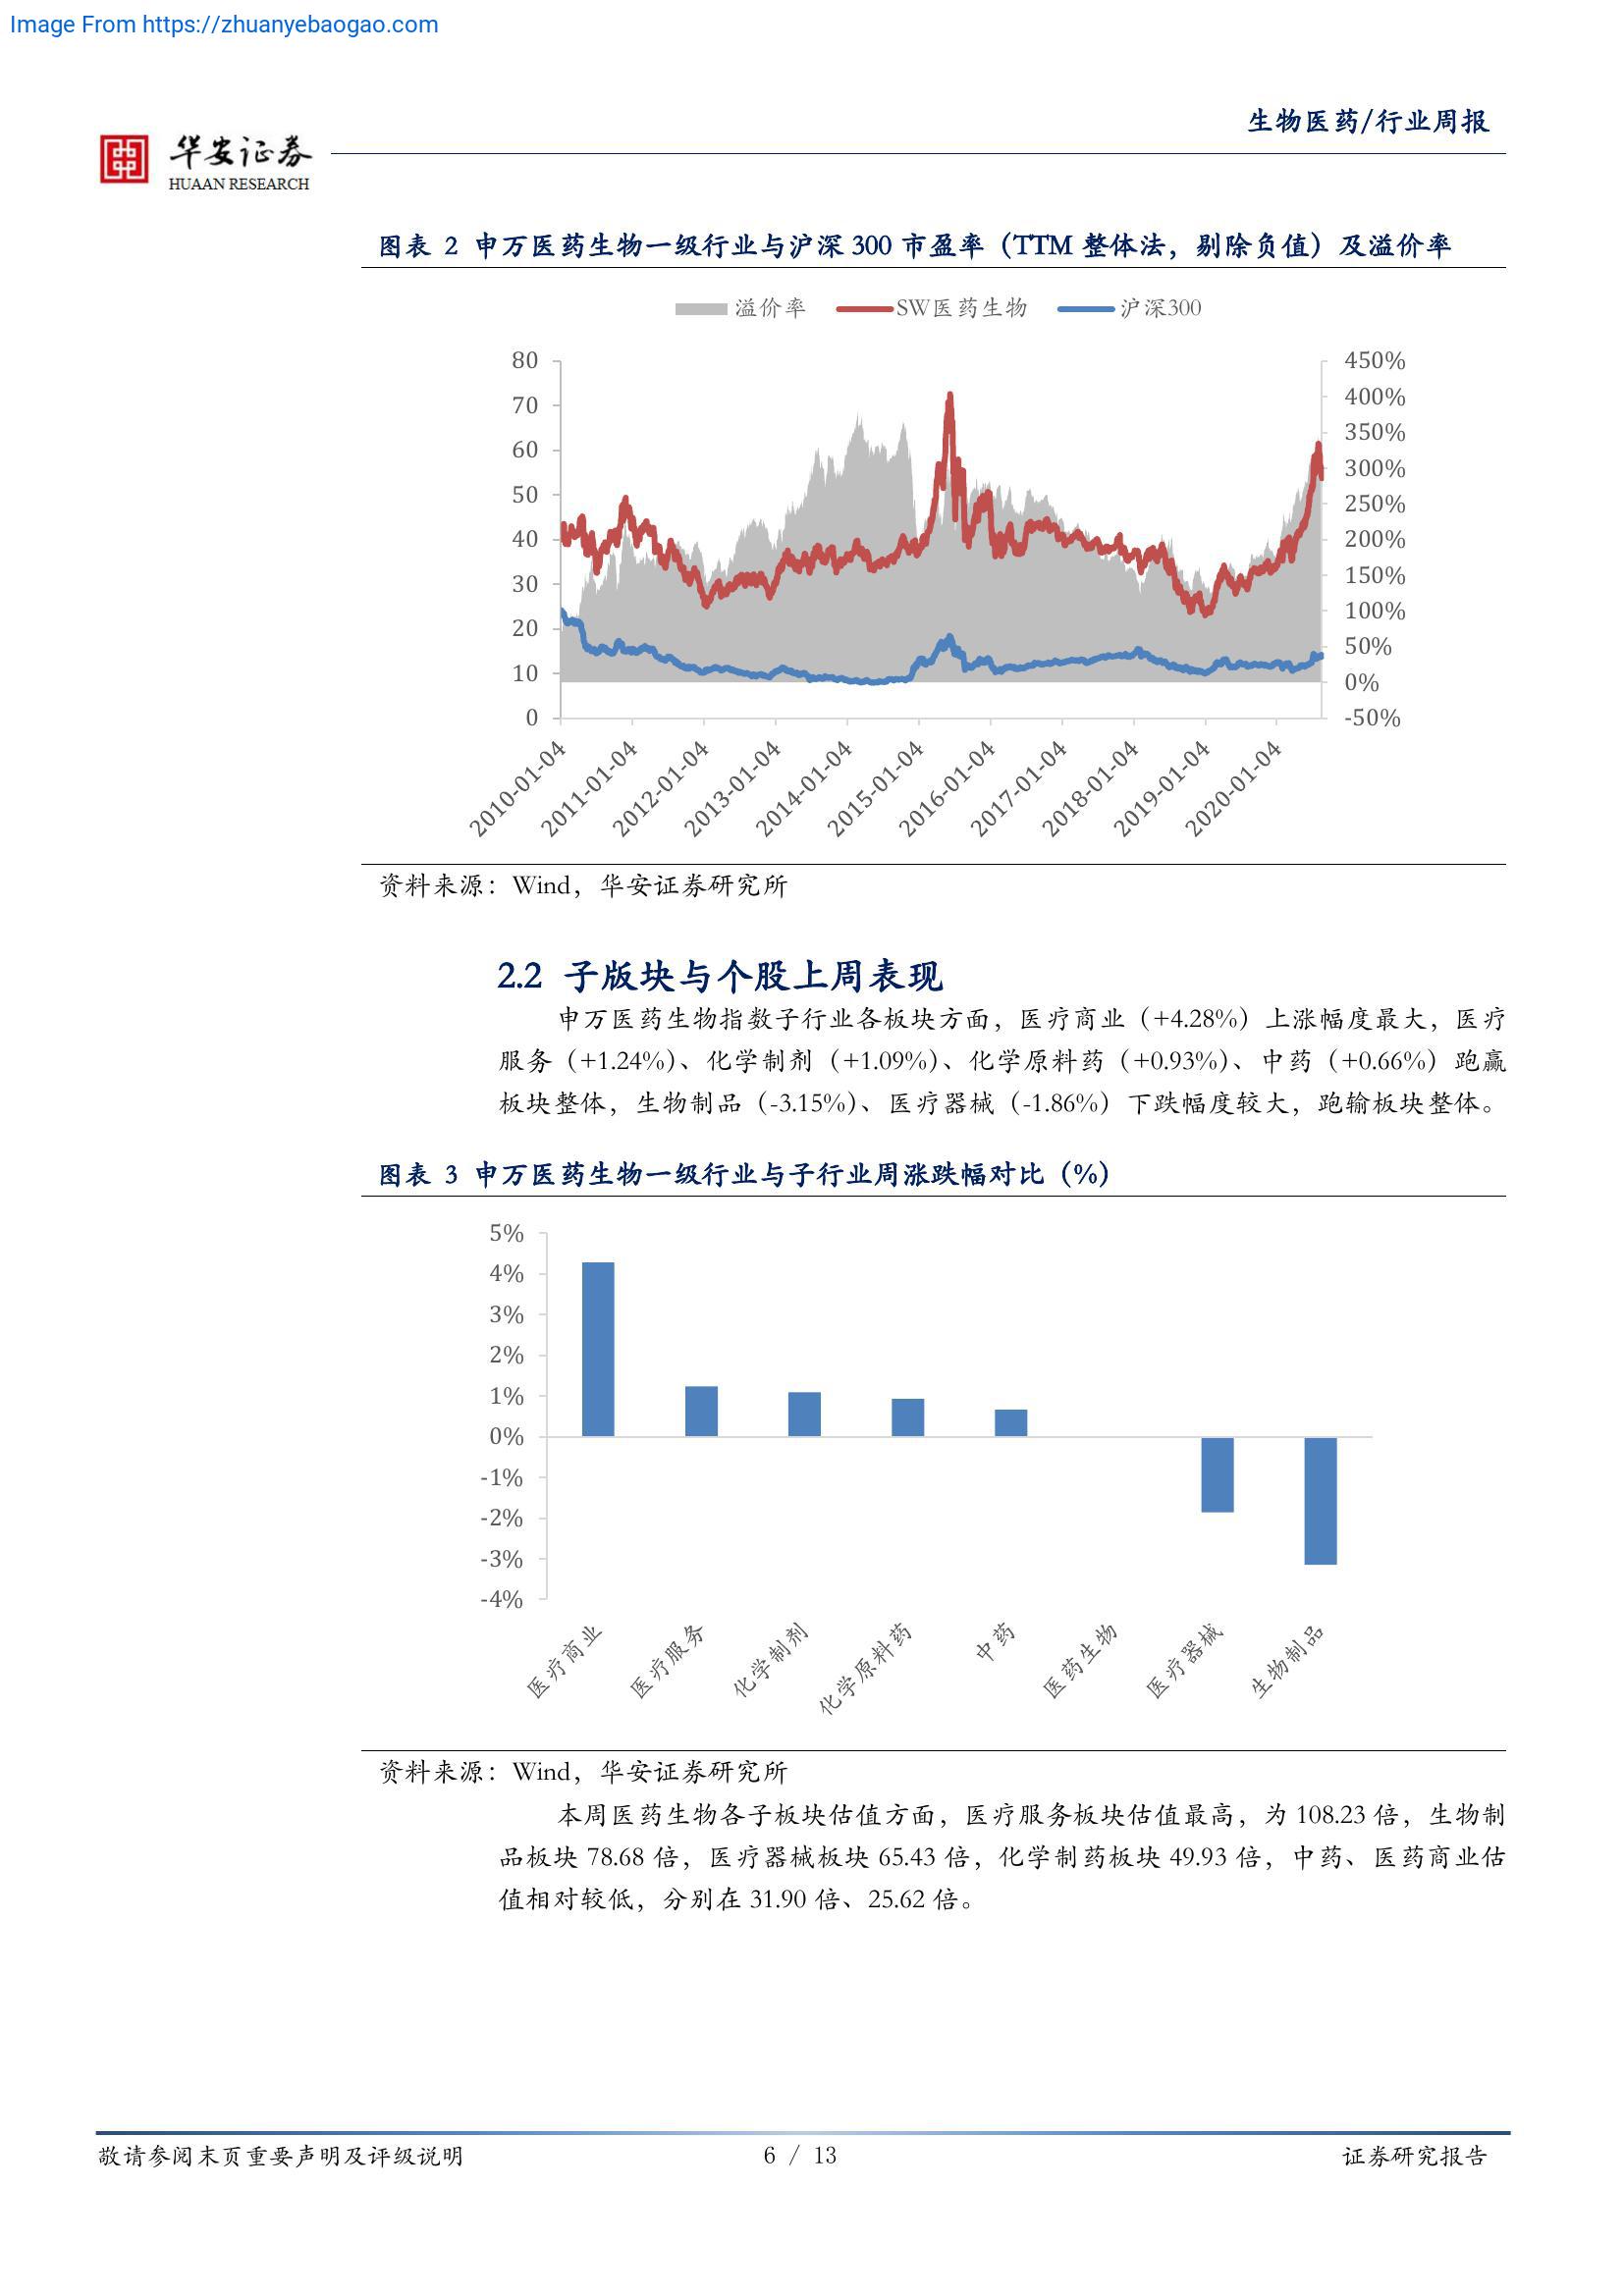 Image From https://zhuanyebaogao.com
生物医药/行业周报
华安证券
HUAAN RESEARCH
图表 2 申万医药生物一级行业与沪深 300 市盈率（TTM 整体法，剔除负值）及溢价率
溢价率 SW医药生物 沪深300
80 450%
70 400%
60 350%
50 300%
40 250%
30 200%
20 150%
10 100%
0 50%
0%
-50%
2010-01-04 2011-01-04 2012-01-04 2013-01-04 2014-01-04 2015-01-04 2016-01-04 2017-01-04 2018-01-04 2019-01-04 2020-01-04
资料来源：Wind，华安证券研究所
2.2 子版块与个股上周表现
申万医药生物指数子行业各板块方面，医疗商业（+4.28%）上涨幅度最大，医疗
服务（+1.24%）、化学制剂（+1.09%）、化学原料药（+0.93%）、中药（+0.66%）跑赢
板块整体，生物制品（-3.15%）、医疗器械（-1.86%）下跌幅度较大，跑输板块整体。
图表 3 申万医药生物一级行业与子行业周涨跌幅对比（%）
5%
4%
3%
2%
1%
0%
-1%
-2%
-3%
-4%
医疗商业 医疗服务 化学制剂 化学原料药 中药 医药生物 医疗器械 生物制品
资料来源：Wind，华安证券研究所
本周医药生物各子板块估值方面，医疗服务板块估值最高，为 108.23 倍，生物制
品板块 78.68 倍，医疗器械板块 65.43 倍，化学制药板块 49.93 倍，中药、医药商业估
值相对较低，分别在 31.90 倍、25.62 倍。
敬请参阅末页重要声明及评级说明 6 / 13 证券研究报告